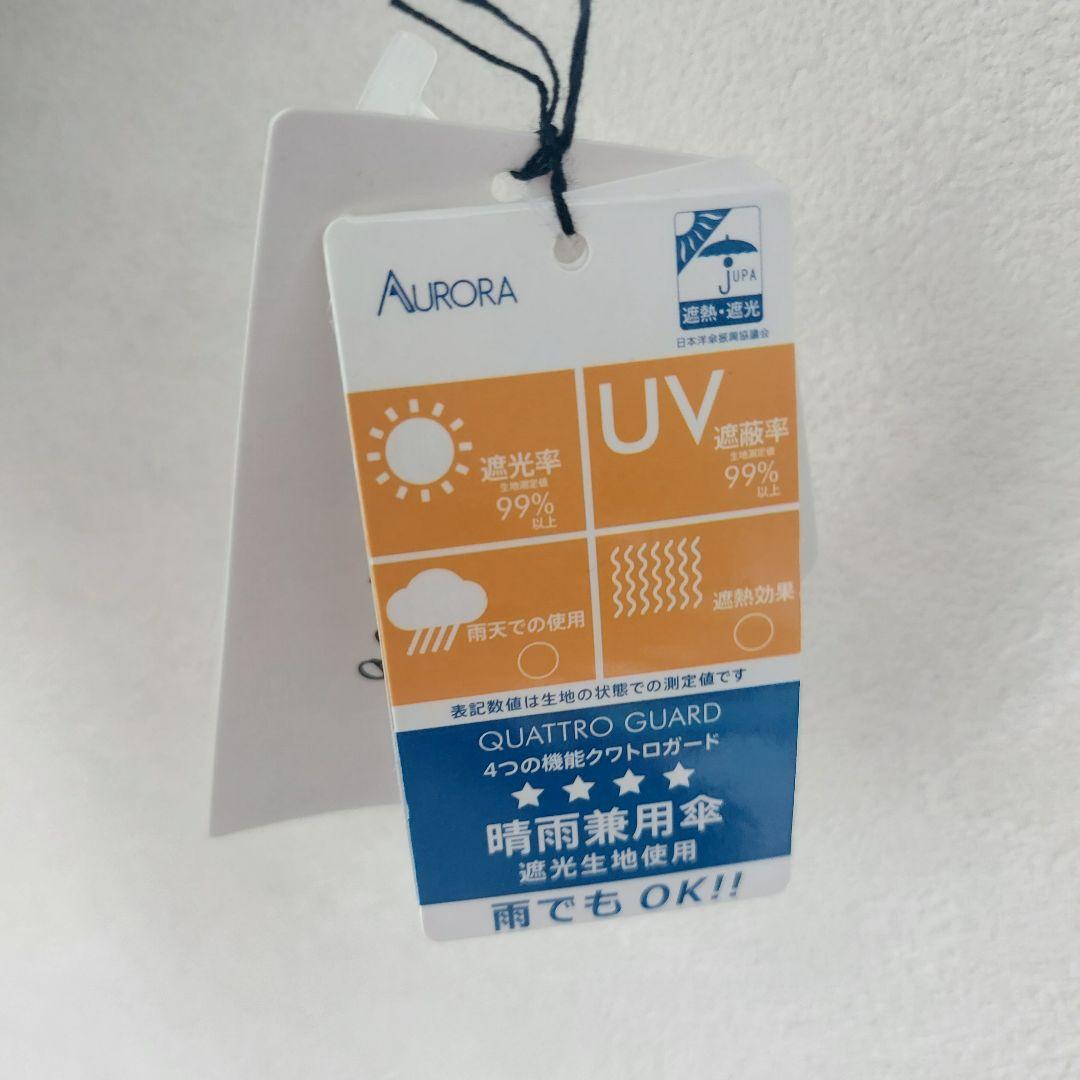 AURORA
JUPA
遮熱・遮光
日本洋傘振興協議会
遮光率
生地測定値
99%
以上
UV
遮蔽率
生地測定値
99%
以上
雨天での使用
○
遮熱効果
○
表記数値は生地の状態での測定値です
QUATTRO GUARD
4つの機能クワトロガード
★ ★ ★ ★
晴雨兼用傘
遮光生地使用
雨でも OK!!